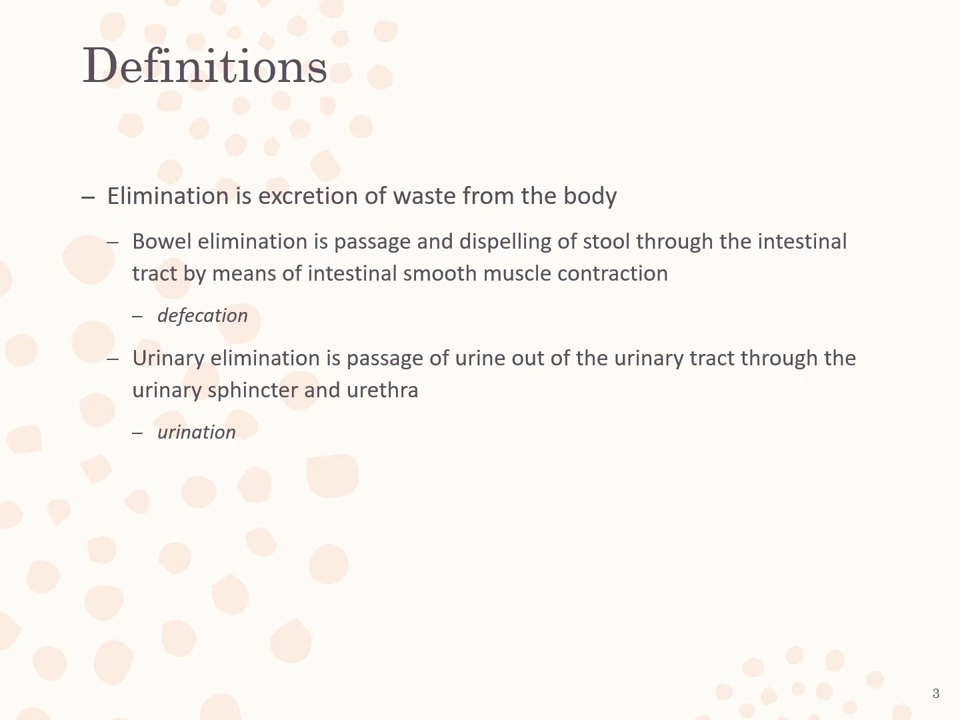 Definitions
– Elimination is excretion of waste from the body
– Bowel elimination is passage and dispelling of stool through the intestinal
tract by means of intestinal smooth muscle contraction
– defecation
– Urinary elimination is passage of urine out of the urinary tract through the
urinary sphincter and urethra
– urination
3